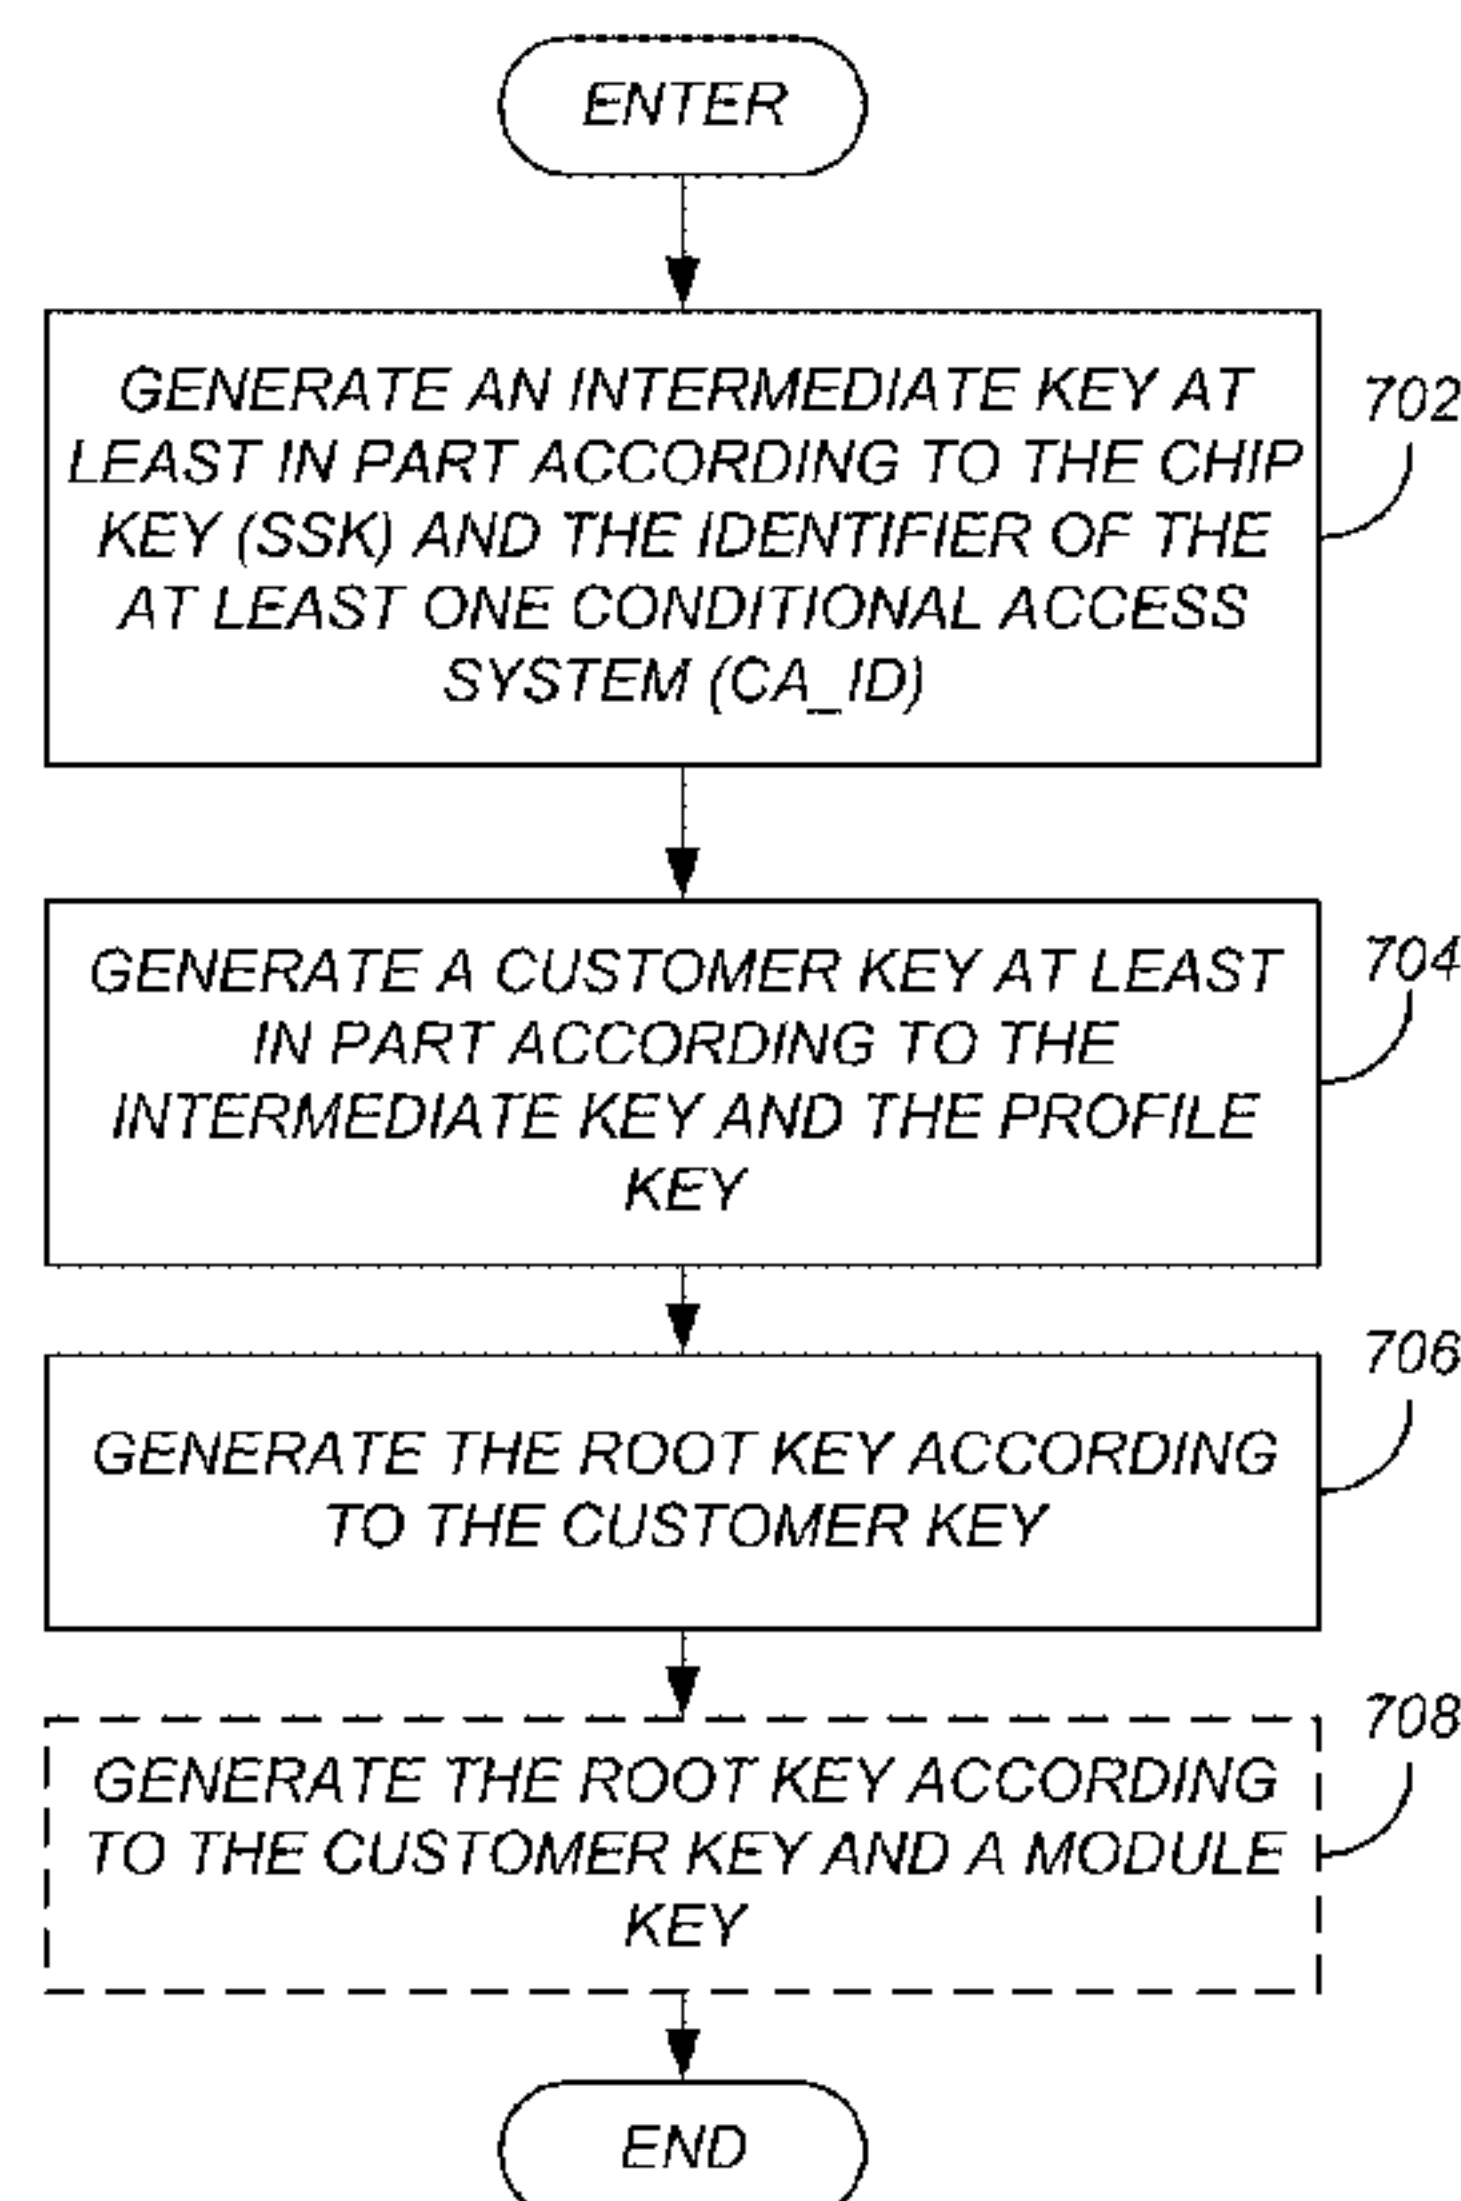 ENTER
GENERATE AN INTERMEDIATE KEY AT
LEAST IN PART ACCORDING TO THE CHIP
KEY (SSK) AND THE IDENTIFIER OF THE
AT LEAST ONE CONDITIONAL ACCESS
SYSTEM (CA_ID)
702
GENERATE A CUSTOMER KEY AT LEAST
IN PART ACCORDING TO THE
INTERMEDIATE KEY AND THE PROFILE
KEY
704
GENERATE THE ROOT KEY ACCORDING
TO THE CUSTOMER KEY
706
GENERATE THE ROOT KEY ACCORDING
TO THE CUSTOMER KEY AND A MODULE
KEY
708
END